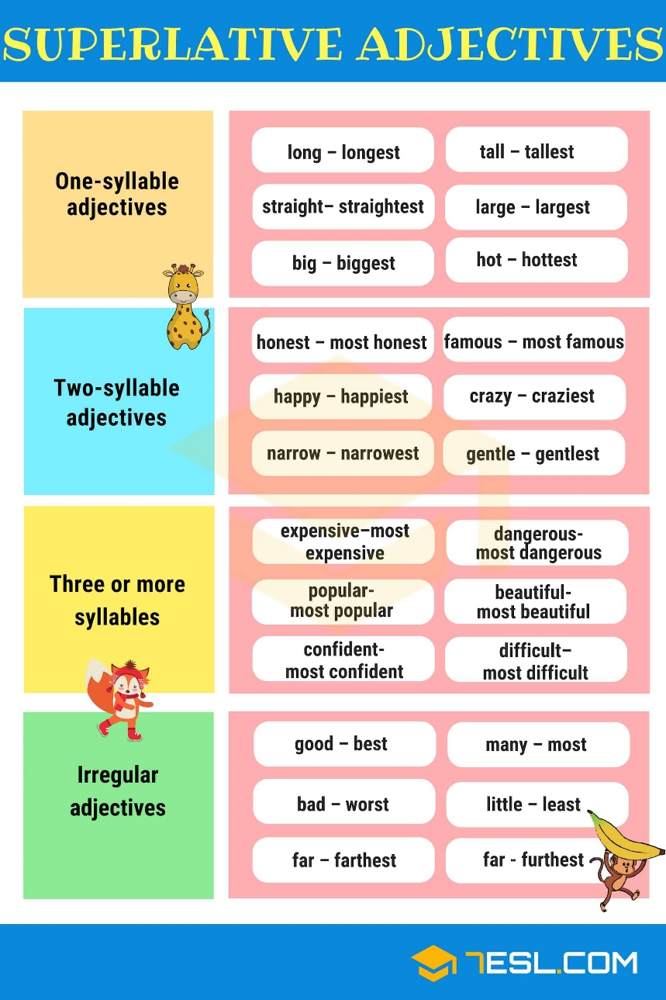 SUPERLATIVE ADJECTIVES
One-syllable
adjectives
long – longest
tall – tallest
straight– straightest
large – largest
big – biggest
hot – hottest
Two-syllable
adjectives
honest – most honest
famous – most famous
happy – happiest
crazy – craziest
narrow – narrowest
gentle – gentlest
Three or more
syllables
expensive–most
expensive
dangerous-
most dangerous
popular-
most popular
beautiful-
most beautiful
confident-
most confident
difficult–
most difficult
Irregular
adjectives
good – best
many – most
bad – worst
little – least
far – farthest
far - furthest
7ESL.COM